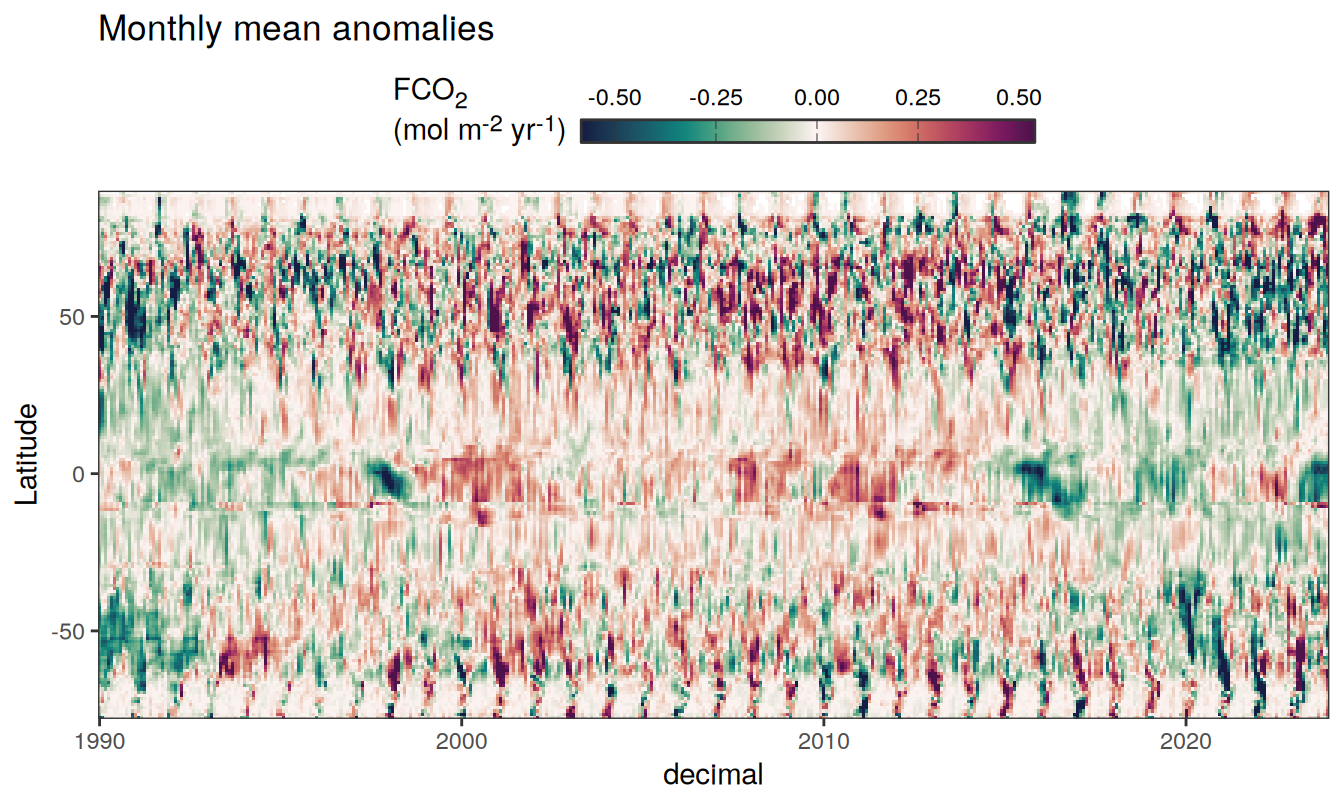 Monthly mean anomalies
FCO₂
(mol m⁻² yr⁻¹)
-0.50 -0.25 0.00 0.25 0.50
Latitude
50
0
-50
1990 2000 2010 2020
decimal